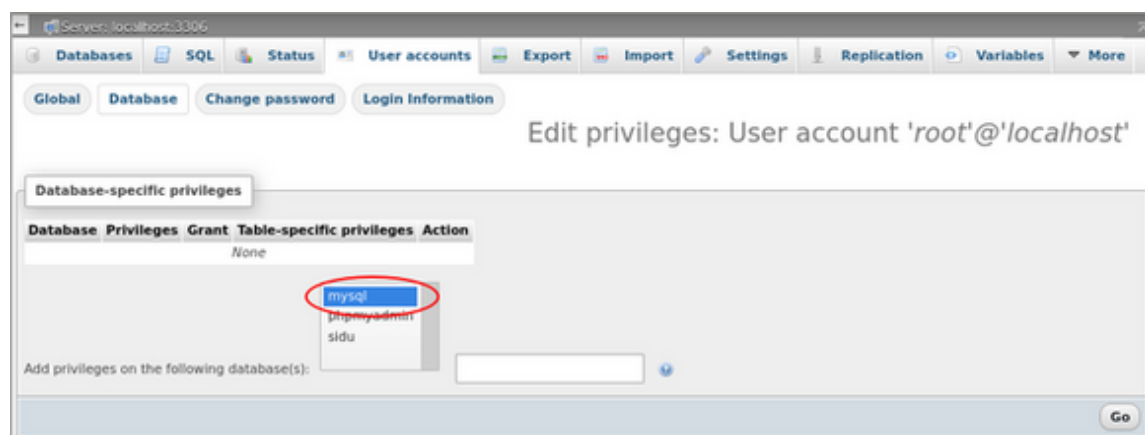 Server: localhost:3306
Databases SQL Status User accounts Export Import Settings Replication Variables More
Global Database Change password Login Information
Edit privileges: User account 'root'@'localhost'
Database-specific privileges
Database Privileges Grant Table-specific privileges Action
None
mysql
phpmyadmin
sidu
Add privileges on the following database(s):
Go